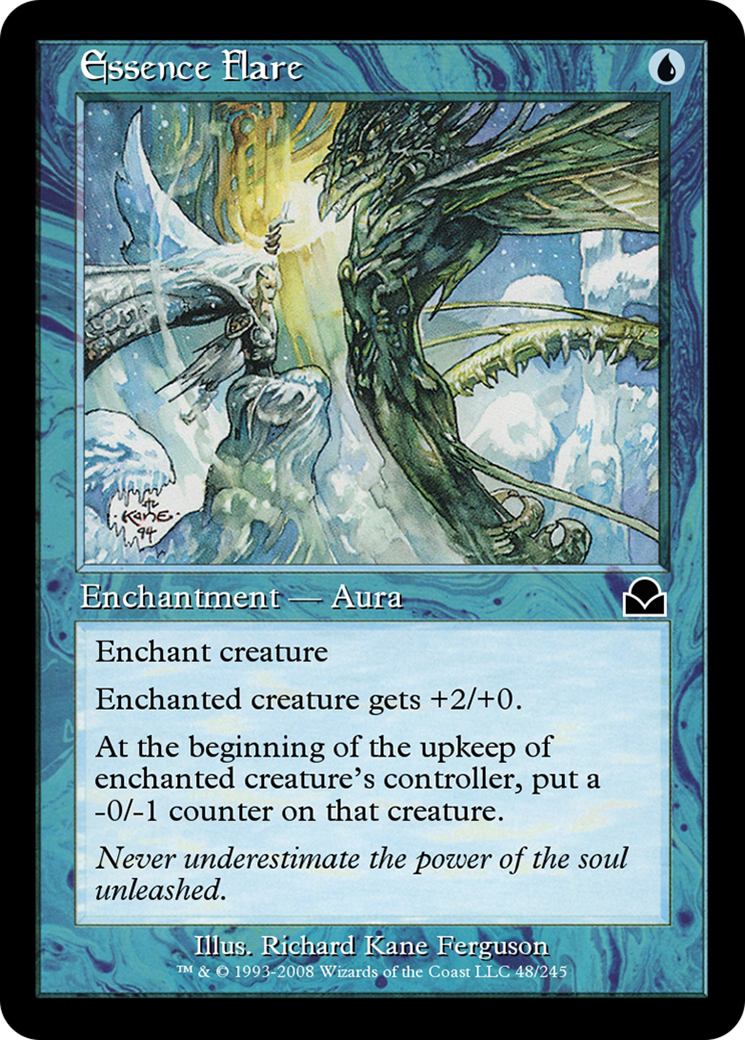 Essence Flare
Kane
94
Enchantment — Aura
Enchant creature
Enchanted creature gets +2/+0.
At the beginning of the upkeep of
enchanted creature's controller, put a
-0/-1 counter on that creature.
Never underestimate the power of the soul
unleashed.
Illus. Richard Kane Ferguson
™ & © 1993-2008 Wizards of the Coast LLC 48/245